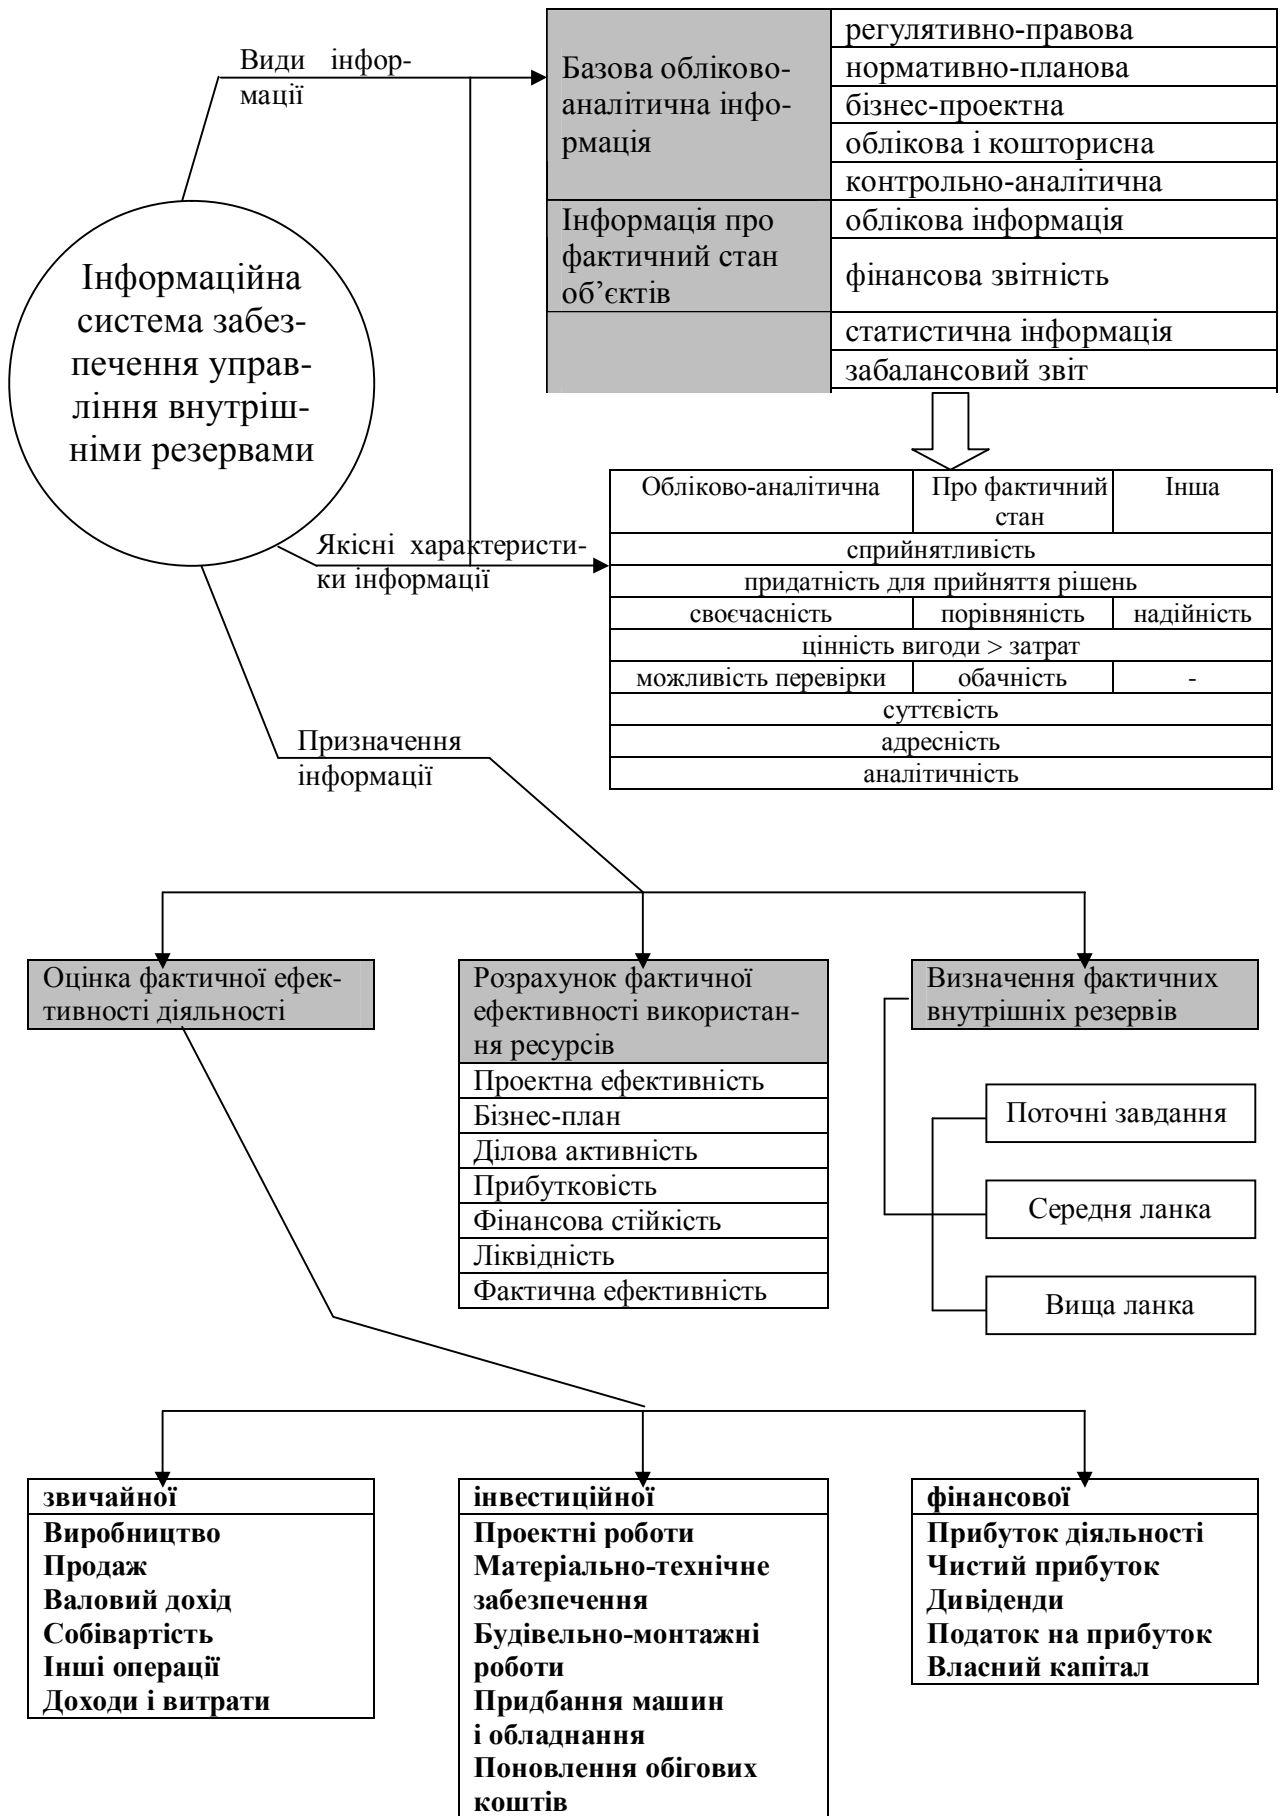 Види інфор-
мації
Базова обліково-
аналітична інфо-
рмація
регулятивно-правова
нормативно-планова
бізнес-проектна
облікова і кошторисна
контрольно-аналітична
Інформація про
фактичний стан
об’єктів
облікова інформація
фінансова звітність
статистична інформація
забалансовий звіт
Інформаційна
система забез-
печення управ-
ління внутріш-
німи резервами
Якісні характеристи-
ки інформації
Обліково-аналітична
Про фактичний
стан
Інша
сприйнятливість
придатність для прийняття рішень
своєчасність
порівняність
надійність
цінність вигоди > затрат
можливість перевірки
обачність
-
суттєвість
адресність
аналітичність
Призначення
інформації
Оцінка фактичної ефек-
тивності діяльності
Розрахунок фактичної
ефективності використан-
ня ресурсів
Проектна ефективність
Бізнес-план
Ділова активність
Прибутковість
Фінансова стійкість
Ліквідність
Фактична ефективність
Визначення фактичних
внутрішніх резервів
Поточні завдання
Середня ланка
Вища ланка
звичайної
Виробництво
Продаж
Валовий дохід
Собівартість
Інші операції
Доходи і витрати
інвестиційної
Проектні роботи
Матеріально-технічне
забезпечення
Будівельно-монтажні
роботи
Придбання машин
і обладнання
Поновлення обігових
коштів
фінансової
Прибуток діяльності
Чистий прибуток
Дивіденди
Податок на прибуток
Власний капітал